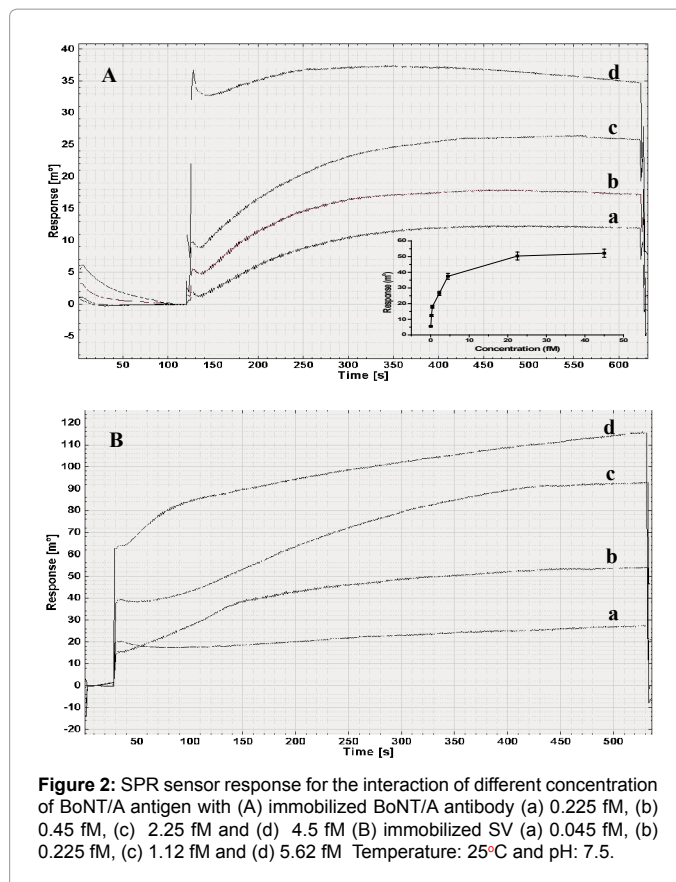 40
35
30
25
20
15
10
5
0
-5
Response [m°]
A
d
c
b
a
60
50
40
30
20
10
0
Response (m°)
0 10 20 30 40 50
Concentration (fM)
50 100 150 200 250 300 350 400 450 500 550 600
Time [s]
120
110
100
90
80
70
60
50
40
30
20
10
0
-10
-20
Response [m°]
B
d
c
b
a
50 100 150 200 250 300 350 400 450 500
Time [s]
Figure 2: SPR sensor response for the interaction of different concentration
of BoNT/A antigen with (A) immobilized BoNT/A antibody (a) 0.225 fM, (b)
0.45 fM, (c) 2.25 fM and (d) 4.5 fM (B) immobilized SV (a) 0.045 fM, (b)
0.225 fM, (c) 1.12 fM and (d) 5.62 fM Temperature: 25°C and pH: 7.5.